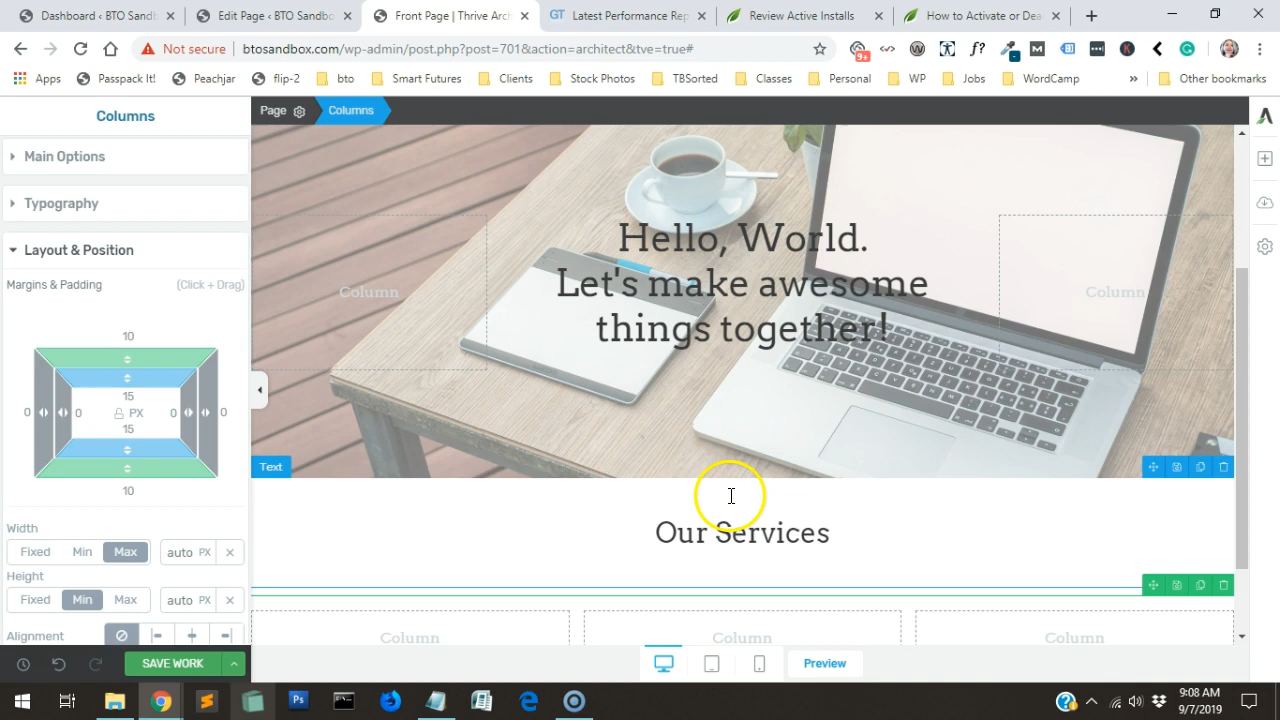 Dashboard ‹ BTO Sandb
Edit Page ‹ BTO Sandbo
Front Page | Thrive Arc
GT Latest Performance Rep
Review Active Installs
How to Activate or Dea
Not secure
btosandbox.com/wp-admin/post.php?post=701&action=architect&tve=true#
f?
9+
M
K
G
Apps
Passpack It!
Peachjar
flip-2
bto
Smart Futures
Clients
Stock Photos
TBSorted
Classes
Personal
WP
Jobs
WordCamp
»
Other bookmarks
Columns
Page
Columns
Main Options
Typography
Layout & Position
Margins & Padding
(Click + Drag)
10
15
0
0
PX
0
0
15
10
Width
Fixed
Min
Max
auto
PX
×
Height
Fixed
Min
Max
auto
PX
×
Alignment
SAVE WORK
Column
Hello, World.
Let's make awesome
things together!
Column
Text
Our Services
Column
Column
Column
Preview
Ps
9:08 AM
9/7/2019